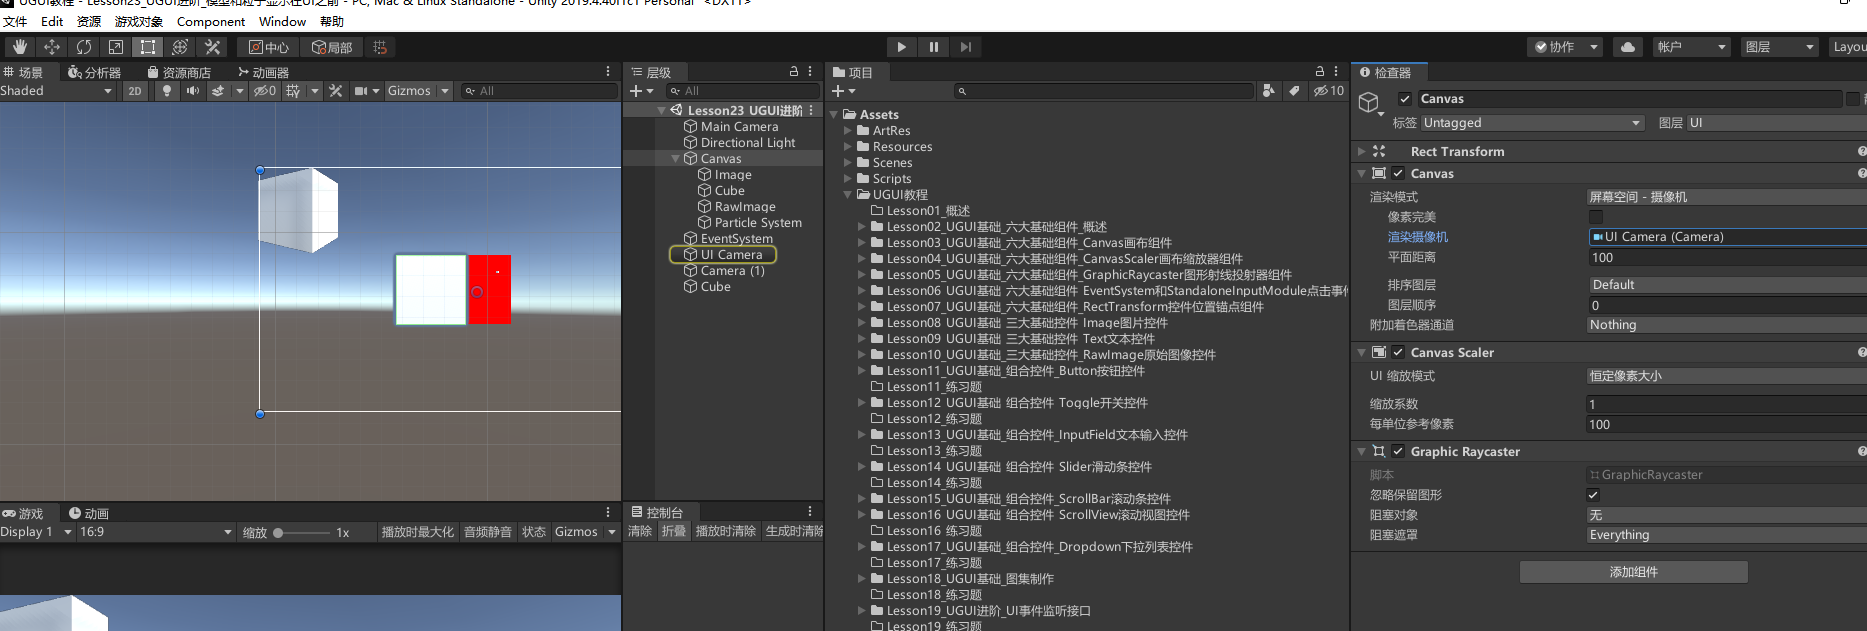 UGUI教程 - Lesson23_UGUI进阶_模型和粒子显示在UI之前 - PC, Mac & Linux Standalone - Unity 2019.4.40f1c1 Personal <DX11>
文件 Edit 资源 游戏对象 Component Window 帮助
中心 局部 协作 帐户 图层 Layou
场景 分析器 资源商店 动画器
Shaded 2D 0 Gizmos All
层级
All
Lesson23_UGUI进阶
Main Camera
Directional Light
Canvas
Image
Cube
RawImage
Particle System
EventSystem
UI Camera
Camera (1)
Cube
项目
10
Assets
ArtRes
Resources
Scenes
Scripts
UGUI教程
Lesson01_概述
Lesson02_UGUI基础_六大基础组件_概述
Lesson03_UGUI基础_六大基础组件_Canvas画布组件
Lesson04_UGUI基础_六大基础组件_CanvasScaler画布缩放器组件
Lesson05_UGUI基础_六大基础组件_GraphicRaycaster图形射线投射器组件
Lesson06_UGUI基础_六大基础组件_EventSystem和StandaloneInputModule点击事件
Lesson07_UGUI基础_六大基础组件_RectTransform控件位置锚点组件
Lesson08_UGUI基础_三大基础控件_Image图片控件
Lesson09_UGUI基础_三大基础控件_Text文本控件
Lesson10_UGUI基础_三大基础控件_RawImage原始图像控件
Lesson11_UGUI基础_组合控件_Button按钮控件
Lesson11_练习题
Lesson12_UGUI基础_组合控件_Toggle开关控件
Lesson12_练习题
Lesson13_UGUI基础_组合控件_InputField文本输入控件
Lesson13_练习题
Lesson14_UGUI基础_组合控件_Slider滑动条控件
Lesson14_练习题
Lesson15_UGUI基础_组合控件_ScrollBar滚动条控件
Lesson16_UGUI基础_组合控件_ScrollView滚动视图控件
Lesson16_练习题
Lesson17_UGUI基础_组合控件_Dropdown下拉列表控件
Lesson17_练习题
Lesson18_UGUI基础_图集制作
Lesson18_练习题
Lesson19_UGUI进阶_UI事件监听接口
Lesson19_练习题
检查器
Canvas
标签 Untagged 图层 UI
Rect Transform
Canvas
渲染模式 屏幕空间 - 摄像机
像素完美
渲染摄像机 UI Camera (Camera)
平面距离 100
排序图层 Default
图层顺序 0
附加着色器通道 Nothing
Canvas Scaler
UI 缩放模式 恒定像素大小
缩放系数 1
每单位参考像素 100
Graphic Raycaster
脚本 GraphicRaycaster
忽略保留图形
阻塞对象 无
阻塞遮罩 Everything
添加组件
游戏 动画
Display 1 16:9 缩放 1x 播放时最大化 音频静音 状态 Gizmos
控制台
清除 折叠 播放时清除 生成时清除